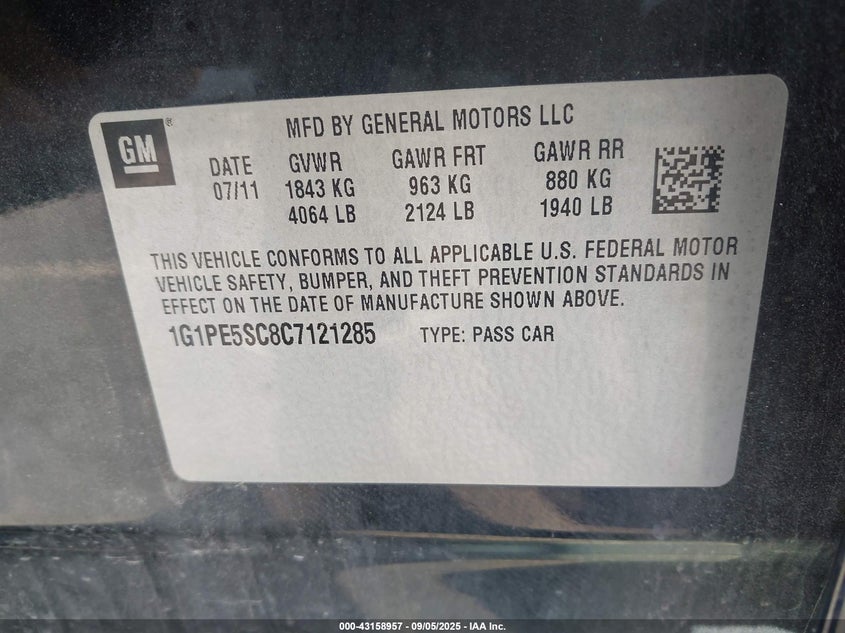 GM®
MFD BY GENERAL MOTORS LLC
DATE GVWR GAWR FRT GAWR RR
07/11 1843 KG 963 KG 880 KG
4064 LB 2124 LB 1940 LB
THIS VEHICLE CONFORMS TO ALL APPLICABLE U.S. FEDERAL MOTOR
VEHICLE SAFETY, BUMPER, AND THEFT PREVENTION STANDARDS IN
EFFECT ON THE DATE OF MANUFACTURE SHOWN ABOVE.
1G1PE5SC8C7121285 TYPE: PASS CAR
000-43158957 - 09/05/2025 - IAA Inc.